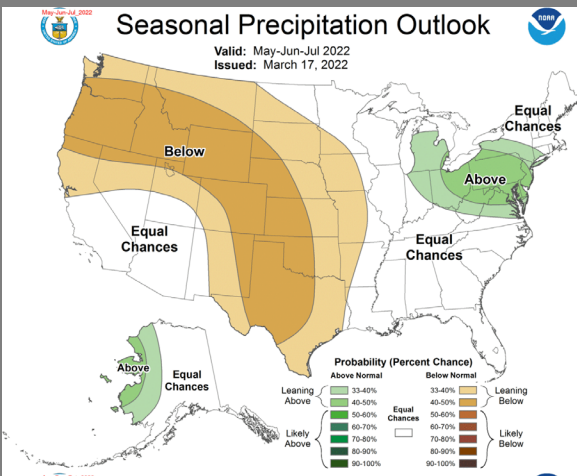 May-Jun-Jul_2022
Seasonal Precipitation Outlook
NOAA
Valid: May-Jun-Jul 2022
Issued: March 17, 2022
Equal
Chances
Below
Above
Equal
Chances
Equal
Chances
Above
Equal
Chances
Probability (Percent Chance)
Above Normal
Below Normal
Leaning
Above
33-40%
40-50%
Likely
Above
50-60%
60-70%
70-80%
80-90%
90-100%
Equal
Chances
33-40%
40-50%
Leaning
Below
50-60%
60-70%
70-80%
80-90%
90-100%
Likely
Below